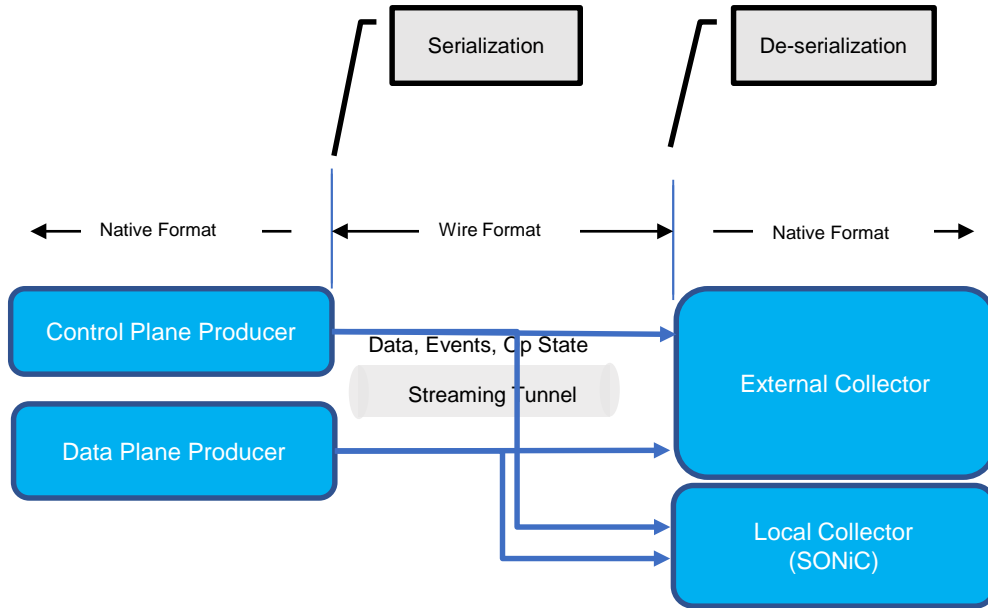 Serialization
De-serialization
Native Format
Wire Format
Native Format
Control Plane Producer
Data, Events, Op State
Streaming Tunnel
External Collector
Data Plane Producer
Local Collector
(SONiC)